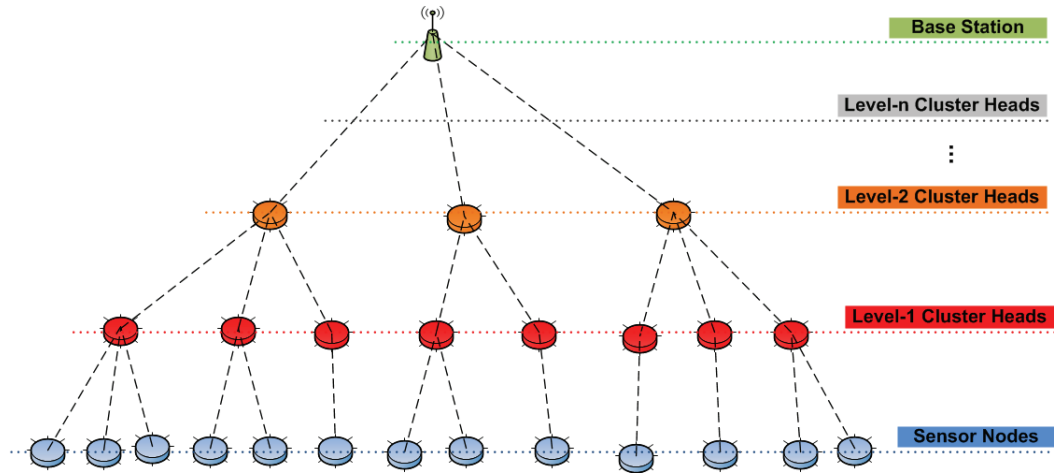 Base Station
Level-n Cluster Heads
⋮
Level-2 Cluster Heads
Level-1 Cluster Heads
Sensor Nodes